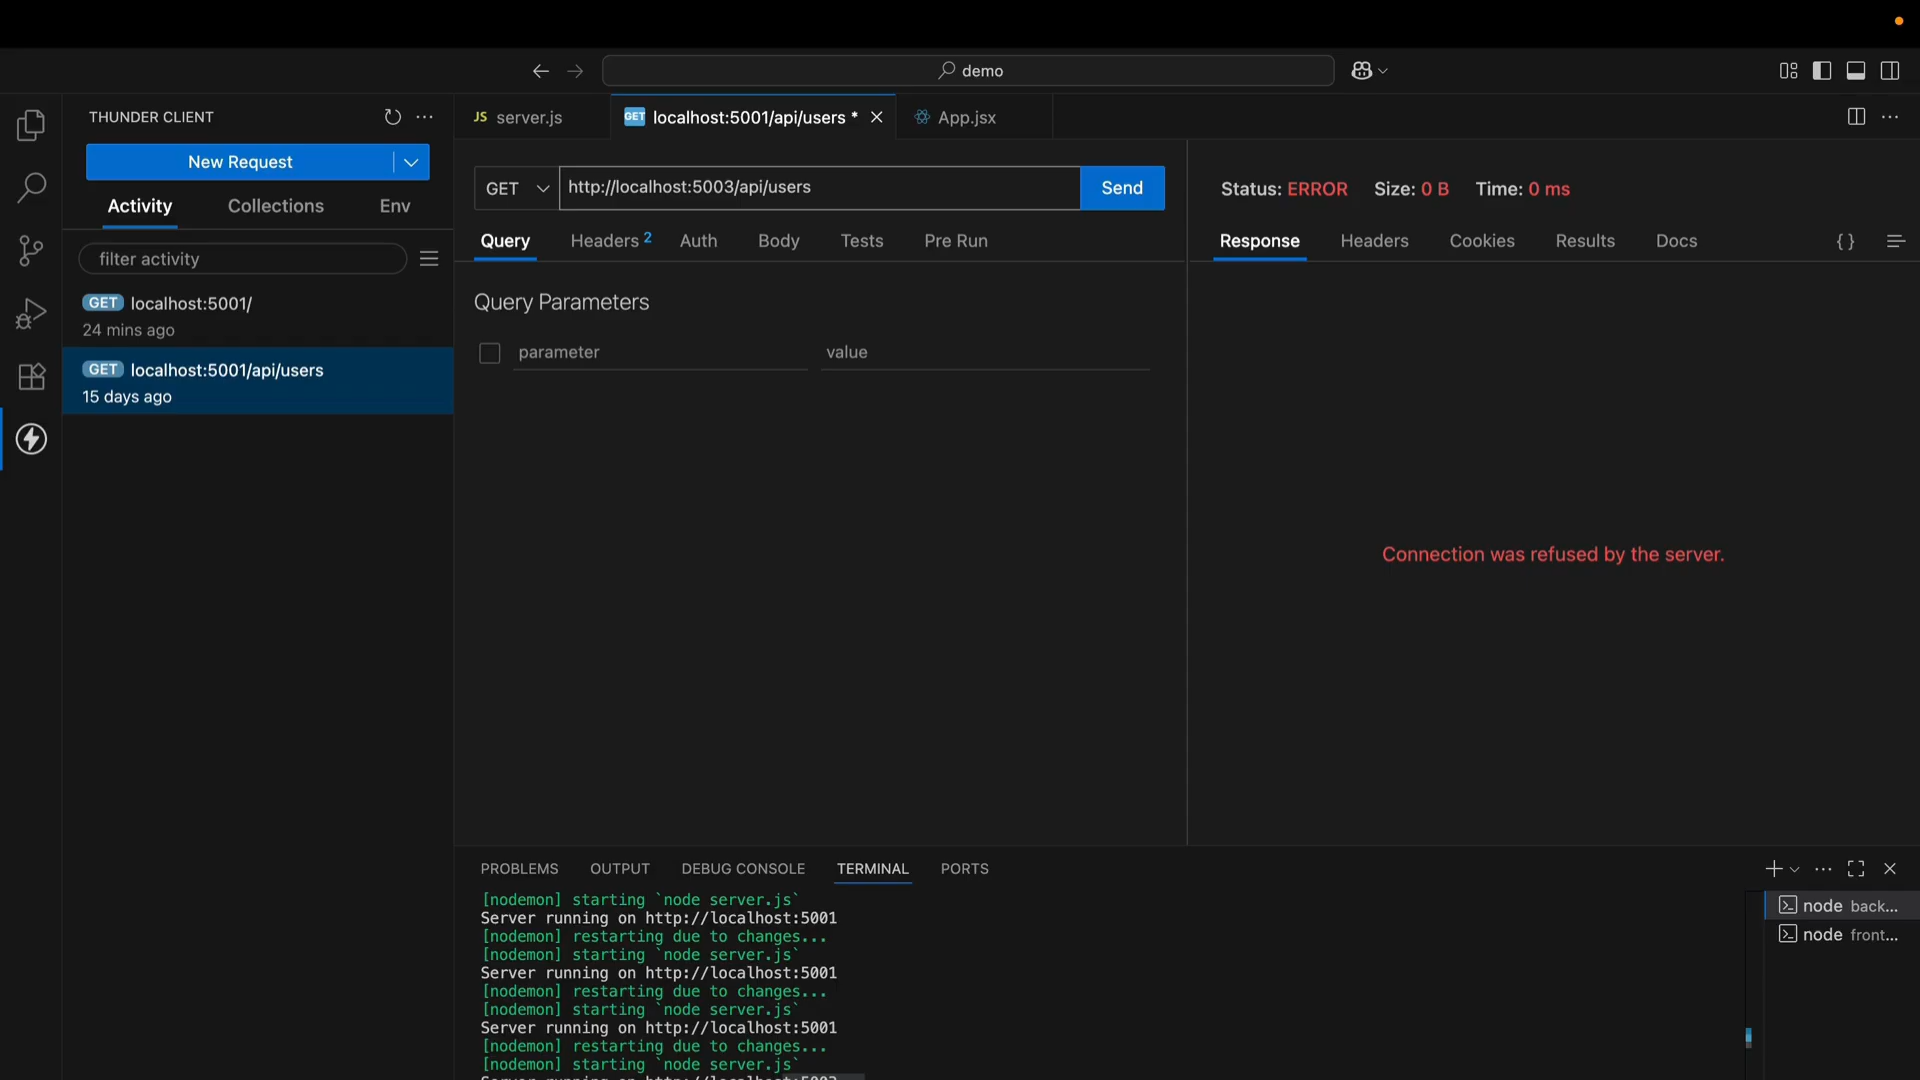 demo
THUNDER CLIENT
New Request
Activity
Collections
Env
filter activity
GET localhost:5001/
24 mins ago
GET localhost:5001/api/users
15 days ago
JS server.js
GET localhost:5001/api/users *
App.jsx
GET http://localhost:5003/api/users
Send
Query
Headers 2
Auth
Body
Tests
Pre Run
Query Parameters
parameter
value
Status: ERROR Size: 0 B Time: 0 ms
Response
Headers
Cookies
Results
Docs
{}
Connection was refused by the server.
PROBLEMS
OUTPUT
DEBUG CONSOLE
TERMINAL
PORTS
[nodemon] starting `node server.js`
Server running on http://localhost:5001
[nodemon] restarting due to changes...
[nodemon] starting `node server.js`
Server running on http://localhost:5001
[nodemon] restarting due to changes...
[nodemon] starting `node server.js`
Server running on http://localhost:5001
[nodemon] restarting due to changes...
[nodemon] starting `node server.js`
node back...
node front...